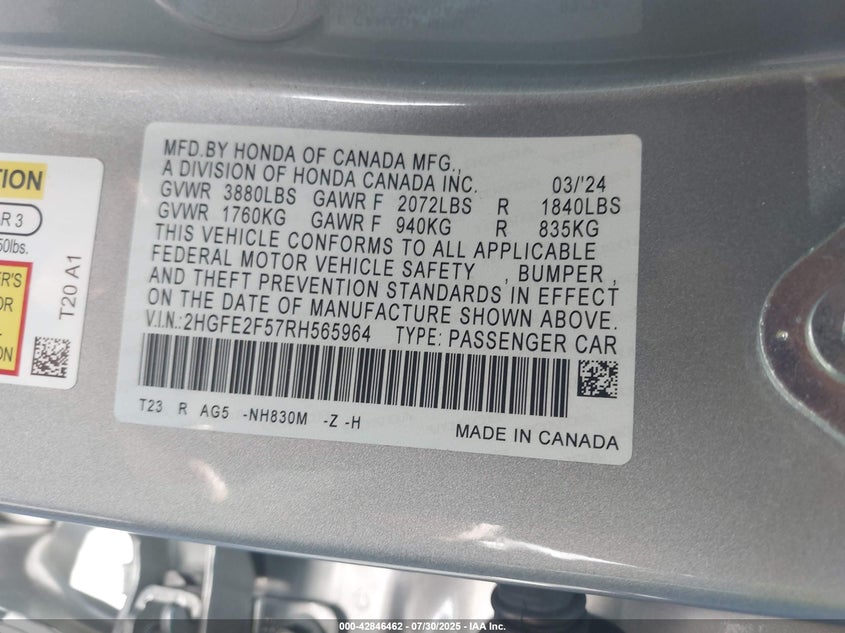 MFD.BY HONDA OF CANADA MFG.,
A DIVISION OF HONDA CANADA INC. 03/'24
GVWR 3880LBS GAWR F 2072LBS R 1840LBS
GVWR 1760KG GAWR F 940KG R 835KG
THIS VEHICLE CONFORMS TO ALL APPLICABLE
FEDERAL MOTOR VEHICLE SAFETY , BUMPER ,
AND THEFT PREVENTION STANDARDS IN EFFECT
ON THE DATE OF MANUFACTURE SHOWN ABOVE.
V.I.N.:2HGFE2F57RH565964 TYPE: PASSENGER CAR
T23 R AG5 -NH830M -Z -H
MADE IN CANADA
R 3
T20 A1
000-42846462 - 07/30/2025 - IAA Inc.